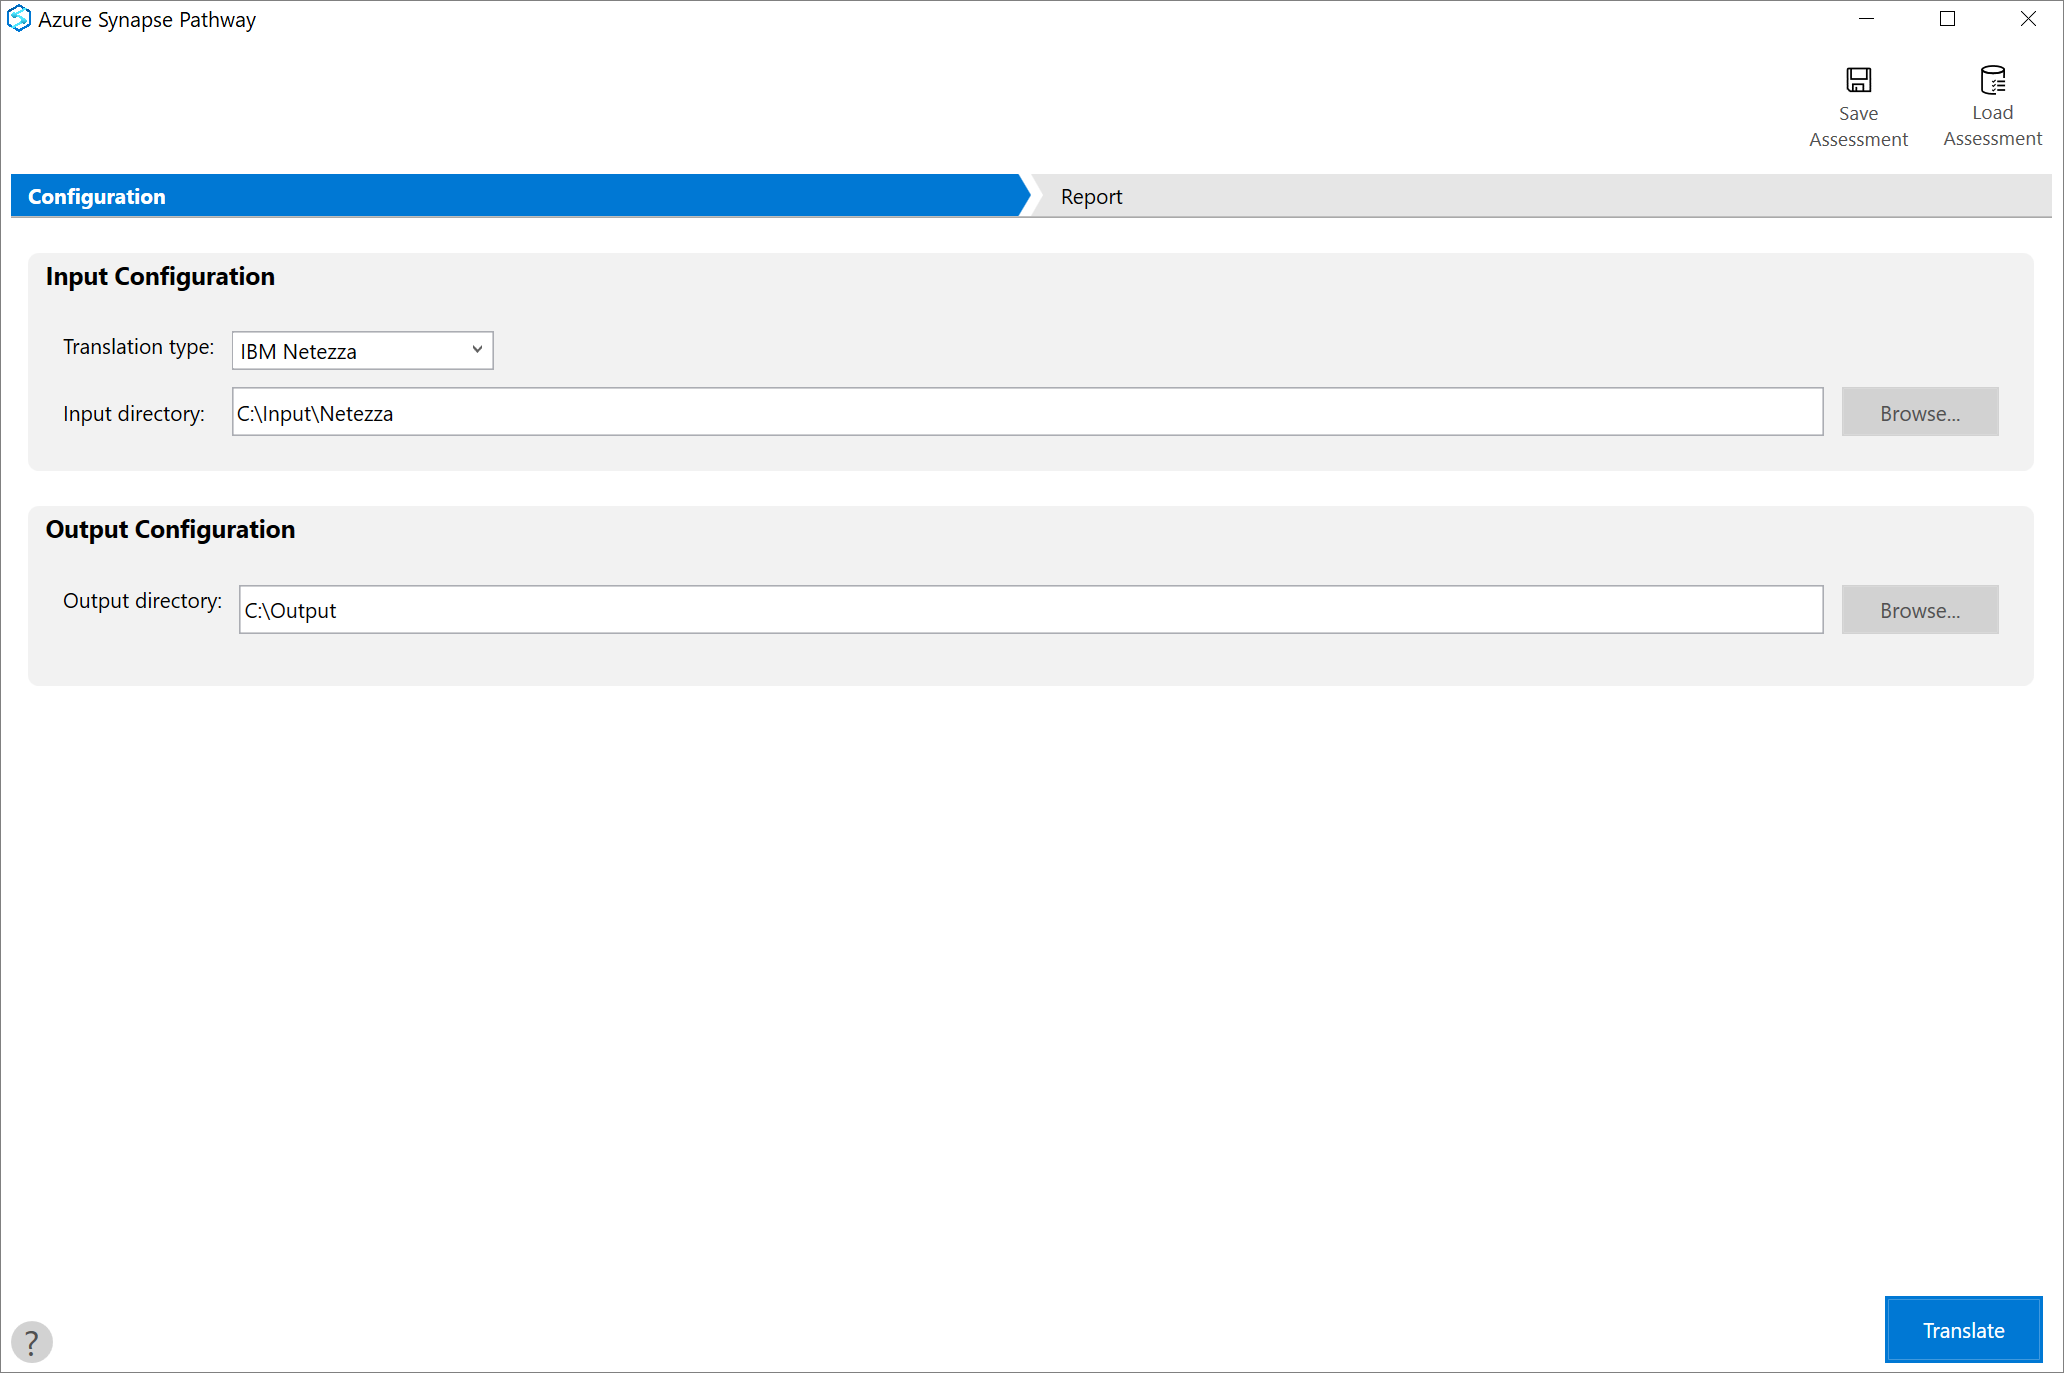 Azure Synapse Pathway
Save
Assessment
Load
Assessment
Configuration
Report
Input Configuration
Translation type:
IBM Netezza
Input directory:
C:\Input\Netezza
Browse...
Output Configuration
Output directory:
C:\Output
Browse...
?
Translate